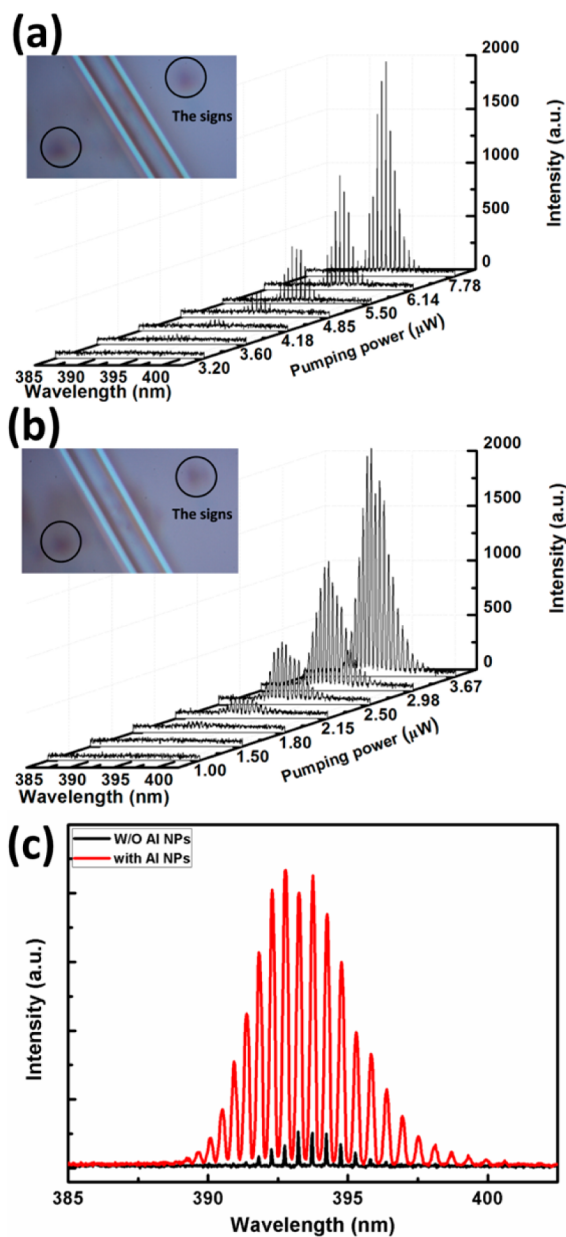 (a)
The signs
2000
1500
1000
500
0
Intensity (a.u.)
7.78
6.14
5.50
4.85
4.18
3.60
3.20
Pumping power (μW)
385 390 395 400
Wavelength (nm)
(b)
The signs
2000
1500
1000
500
0
Intensity (a.u.)
3.67
2.98
2.50
2.15
1.80
1.50
1.00
Pumping power (μW)
385 390 395 400
Wavelength (nm)
(c)
W/O Al NPs
with Al NPs
Intensity (a.u.)
385 390 395 400
Wavelength (nm)